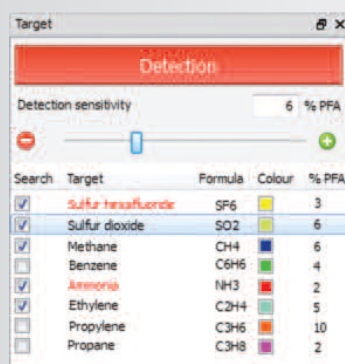 Target
Detection
Detection sensitivity 6 % PFA
Search Target Formula Colour % PFA
Sulfur hexafluoride SF6 3
Sulfur dioxide SO2 6
Methane CH4 6
Benzene C6H6 4
Ammonia NH3 2
Ethylene C2H4 5
Propylene C3H6 10
Propane C3H8 2